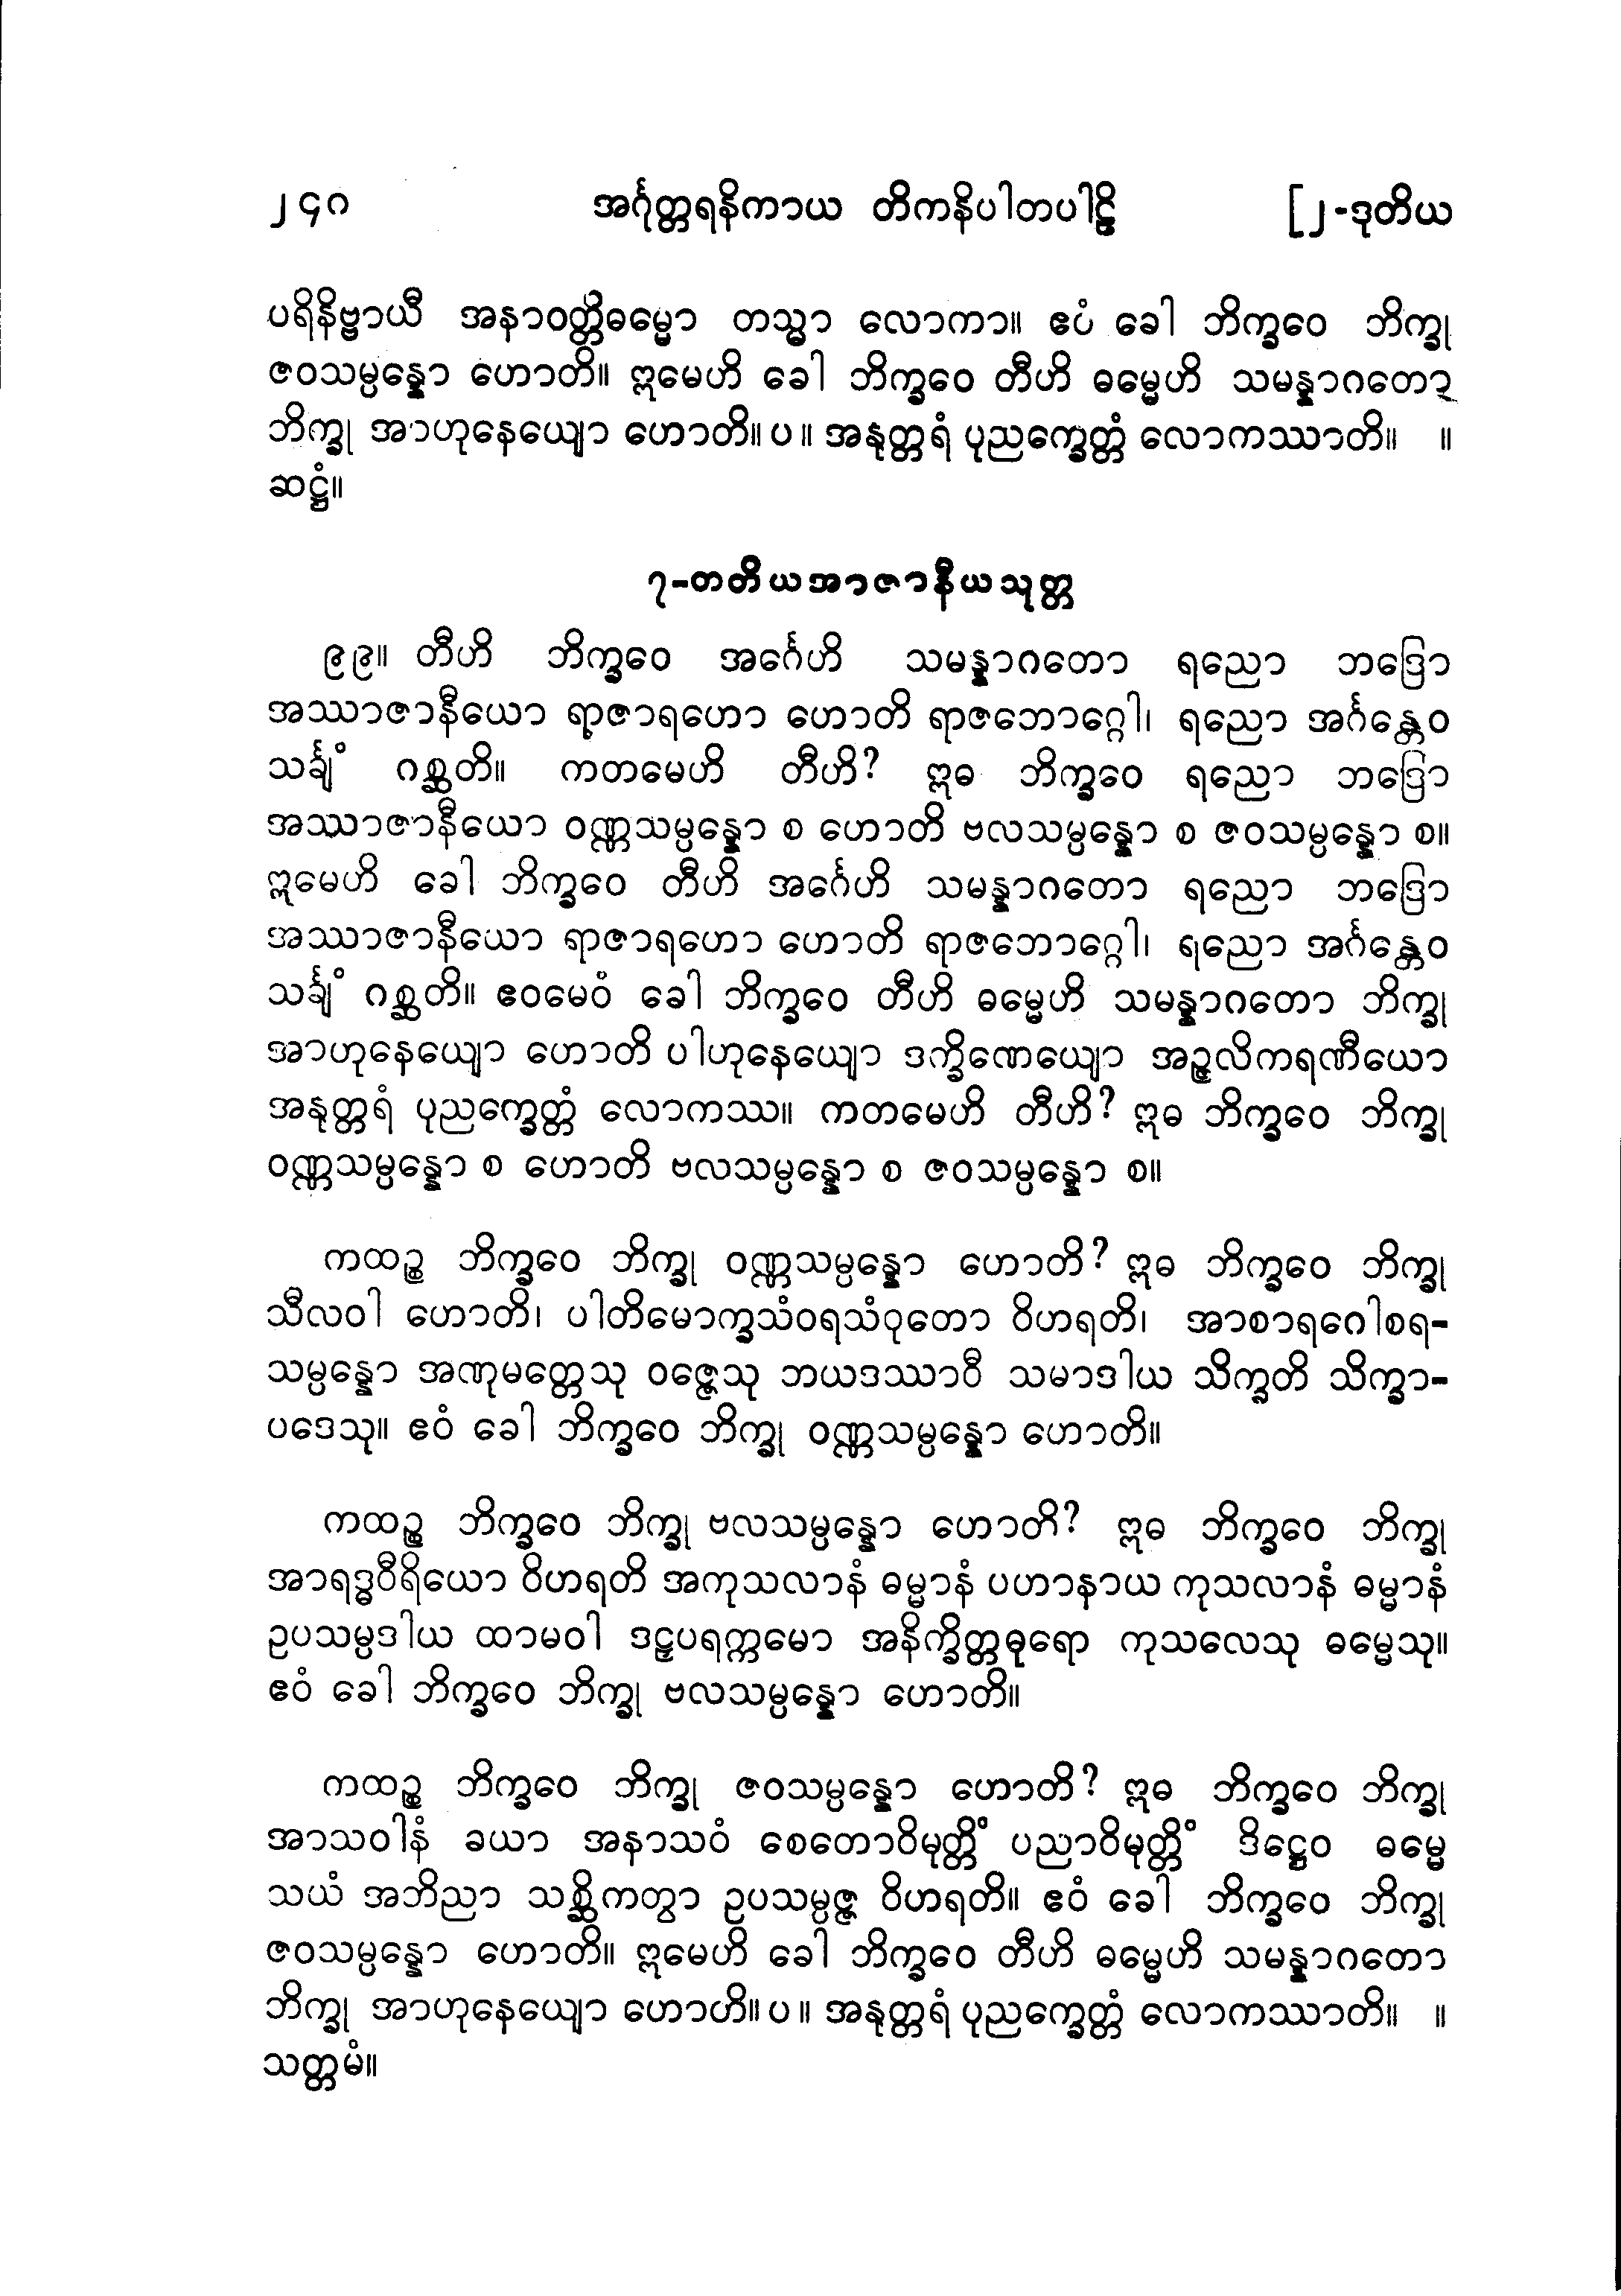 ၂၄၀ အင်္ဂုတ္တရနိကာယ တိကနိပါတပါဠိ [၂-ဒုတိယ
ပရိနိဗ္ဗာယီ အနာဝတ္တိဓမ္မော တသ္မာ လောကာ။ ဧဝံ ခေါ ဘိက္ခဝေ ဘိက္ခု
ဇဝသမ္ပန္နော ဟောတိ။ ဣမေဟိ ခေါ ဘိက္ခဝေ တီဟိ ဓမ္မေဟိ သမန္နာဂတော
ဘိက္ခု အာဟုနေယျော ဟောတိ။ ပ ။ အနုတ္တရံ ပုညက္ခေတ္တံ လောကဿာတိ။ ။
ဆဋ္ဌံ။
၇-တတိယအာဇာနီယသုတ္တ
၉၉။ တီဟိ ဘိက္ခဝေ အင်္ဂေဟိ သမန္နာဂတော ရညော ဘဒြော
အဿာဇာနီယော ရာဇာရဟော ဟောတိ ရာဇဘောဂ္ဂေါ၊ ရညော အင်္ဂန္တေဝ
သင်္ချံ ဂစ္ဆတိ။ ကတမေဟိ တီဟိ? ဣဓ ဘိက္ခဝေ ရညော ဘဒြော
အဿာဇာနီယော ဝဏ္ဏသမ္ပန္နော စ ဟောတိ ဗလသမ္ပန္နော စ ဇဝသမ္ပန္နော စ။
ဣမေဟိ ခေါ ဘိက္ခဝေ တီဟိ အင်္ဂေဟိ သမန္နာဂတော ရညော ဘဒြော
အဿာဇာနီယော ရာဇာရဟော ဟောတိ ရာဇဘောဂ္ဂေါ၊ ရညော အင်္ဂန္တေဝ
သင်္ချံ ဂစ္ဆတိ။ ဧဝမေဝံ ခေါ ဘိက္ခဝေ တီဟိ ဓမ္မေဟိ သမန္နာဂတော ဘိက္ခု
အာဟုနေယျော ဟောတိ ပါဟုနေယျော ဒက္ခိဏေယျော အဉ္ဇလိကရဏီယော
အနုတ္တရံ ပုညက္ခေတ္တံ လောကဿ။ ကတမေဟိ တီဟိ? ဣဓ ဘိက္ခဝေ ဘိက္ခု
ဝဏ္ဏသမ္ပန္နော စ ဟောတိ ဗလသမ္ပန္နော စ ဇဝသမ္ပန္နော စ။
ကထဉ္စ ဘိက္ခဝေ ဘိက္ခု ဝဏ္ဏသမ္ပန္နော ဟောတိ? ဣဓ ဘိက္ခဝေ ဘိက္ခု
သီလဝါ ဟောတိ၊ ပါတိမောက္ခသံဝရသံဝုတော ဝိဟရတိ၊ အာစာရဂေါစရ-
သမ္ပန္နော အဏုမတ္တေသု ဝဇ္ဇေသု ဘယဒဿာဝီ သမာဒါယ သိက္ခတိ သိက္ခာ-
ပဒေသု။ ဧဝံ ခေါ ဘိက္ခဝေ ဘိက္ခု ဝဏ္ဏသမ္ပန္နော ဟောတိ။
ကထဉ္စ ဘိက္ခဝေ ဘိက္ခု ဗလသမ္ပန္နော ဟောတိ? ဣဓ ဘိက္ခဝေ ဘိက္ခု
အာရဒ္ဓဝီရိယော ဝိဟရတိ အကုသလာနံ ဓမ္မာနံ ပဟာနာယ ကုသလာနံ ဓမ္မာနံ
ဥပသမ္ပဒါယ ထာမဝါ ဒဠှပရက္ကမော အနိက္ခိတ္တဓုရော ကုသလေသု ဓမ္မေသု။
ဧဝံ ခေါ ဘိက္ခဝေ ဘိက္ခု ဗလသမ္ပန္နော ဟောတိ။
ကထဉ္စ ဘိက္ခဝေ ဘိက္ခု ဇဝသမ္ပန္နော ဟောတိ? ဣဓ ဘိက္ခဝေ ဘိက္ခု
အာသဝါနံ ခယာ အနာသဝံ စေတောဝိမုတ္တိံ ပညာဝိမုတ္တိံ ဒိဋ္ဌေဝ ဓမ္မေ
သယံ အဘိညာ သစ္ဆိကတွာ ဥပသမ္ပဇ္ဇ ဝိဟရတိ။ ဧဝံ ခေါ ဘိက္ခဝေ ဘိက္ခု
ဇဝသမ္ပန္နော ဟောတိ။ ဣမေဟိ ခေါ ဘိက္ခဝေ တီဟိ ဓမ္မေဟိ သမန္နာဂတော
ဘိက္ခု အာဟုနေယျော ဟောဟိ။ ပ ။ အနုတ္တရံ ပုညက္ခေတ္တံ လောကဿာတိ။ ။
သတ္တမံ။